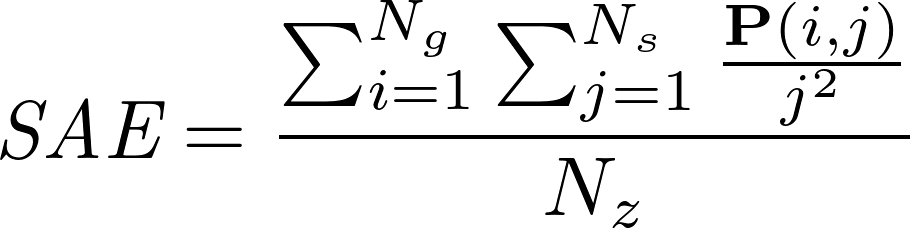 SAE = \frac{\sum_{i=1}^{N_g} \sum_{j=1}^{N_s} \frac{\mathbf{P}(i,j)}{j^2}}{N_z}